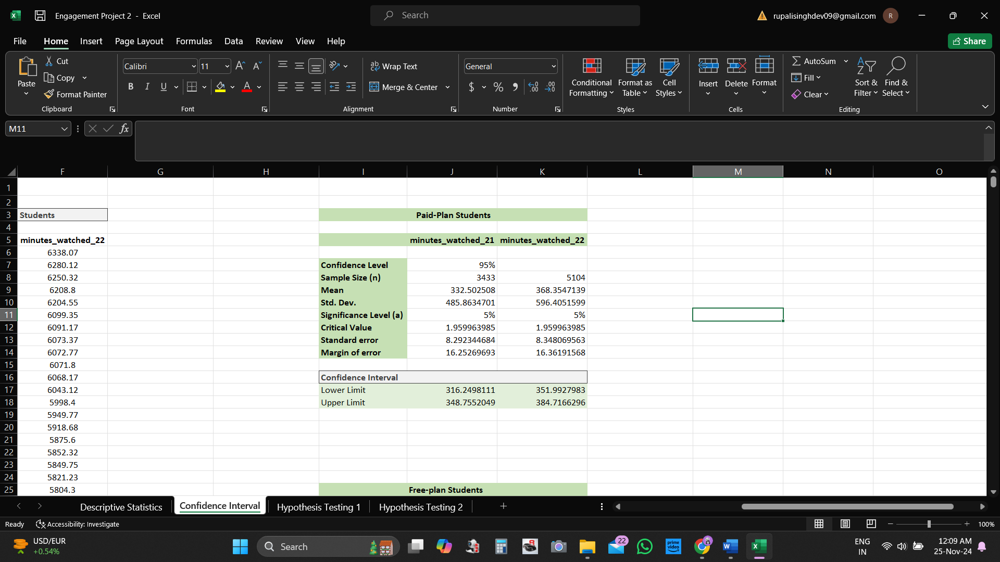 Engagement Project 2 - Excel
Search
rupalisinghdev09@gmail.com
R
File Home Insert Page Layout Formulas Data Review View Help
Share
Paste
Cut
Copy
Format Painter
Clipboard
Calibri 11
B I U
Font
Wrap Text
Merge & Center
Alignment
General
$ % 9
Number
Conditional Formatting
Format as Table
Cell Styles
Styles
Insert Delete Format
Cells
AutoSum
Fill
Clear
Sort & Filter
Find & Select
Editing
M11
fx
F G H I J K L M N O
1
2
3 Students Paid-Plan Students
4
5 minutes_watched_22 minutes_watched_21 minutes_watched_22
6 6338.07
7 6280.12 Confidence Level 95%
8 6250.32 Sample Size (n) 3433 5104
9 6208.8 Mean 332.502508 368.3547139
10 6204.55 Std. Dev. 485.8634701 596.4051599
11 6099.35 Significance Level (a) 5% 5%
12 6091.17 Critical Value 1.959963985 1.959963985
13 6073.37 Standard error 8.292344684 8.348069563
14 6072.77 Margin of error 16.25269693 16.36191568
15 6071.8
16 6068.17 Confidence Interval
17 6043.12 Lower Limit 316.2498111 351.9927983
18 5998.4 Upper Limit 348.7552049 384.7166296
19 5949.77
20 5918.68
21 5875.6
22 5852.32
23 5849.75
24 5821.23
25 5804.3 Free-plan Students
Descriptive Statistics Confidence Interval Hypothesis Testing 1 Hypothesis Testing 2
Ready Accessibility: Investigate
100%
USD/EUR
+0.54%
Search
22
prime video
W
X
ENG
IN
12:09 AM
25-Nov-24